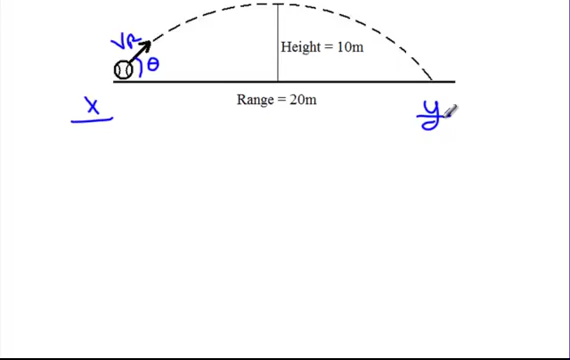 VR
θ
Height = 10m
Range = 20m
x
y